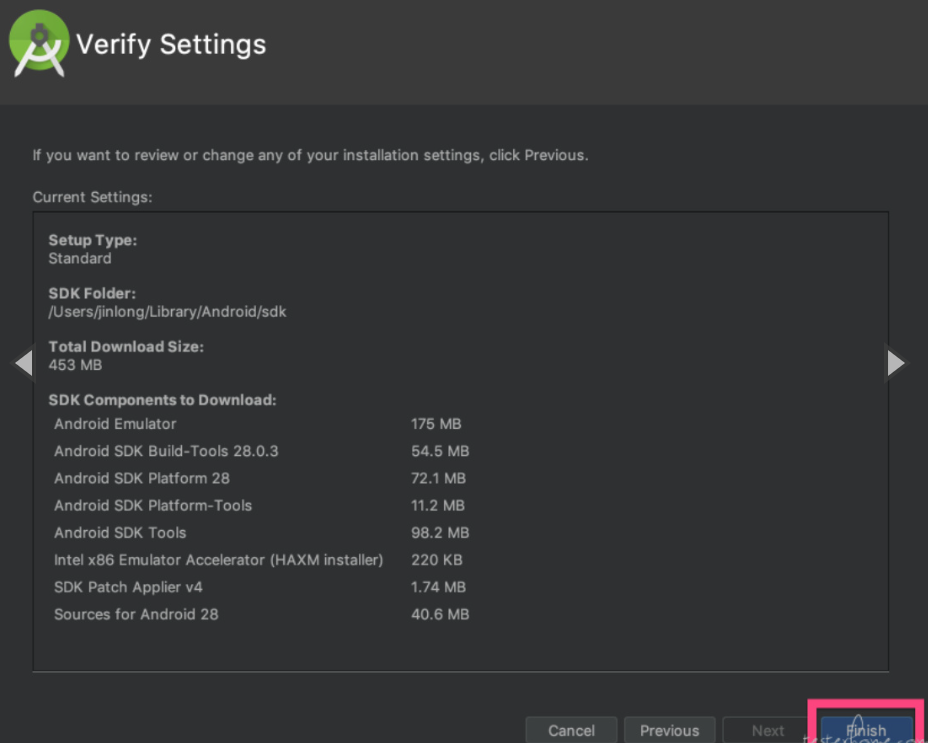 Verify Settings
If you want to review or change any of your installation settings, click Previous.
Current Settings:
Setup Type:
Standard
SDK Folder:
/Users/jinlong/Library/Android/sdk
Total Download Size:
453 MB
SDK Components to Download:
Android Emulator 175 MB
Android SDK Build-Tools 28.0.3 54.5 MB
Android SDK Platform 28 72.1 MB
Android SDK Platform-Tools 11.2 MB
Android SDK Tools 98.2 MB
Intel x86 Emulator Accelerator (HAXM installer) 220 KB
SDK Patch Applier v4 1.74 MB
Sources for Android 28 40.6 MB
Cancel Previous Next Finish